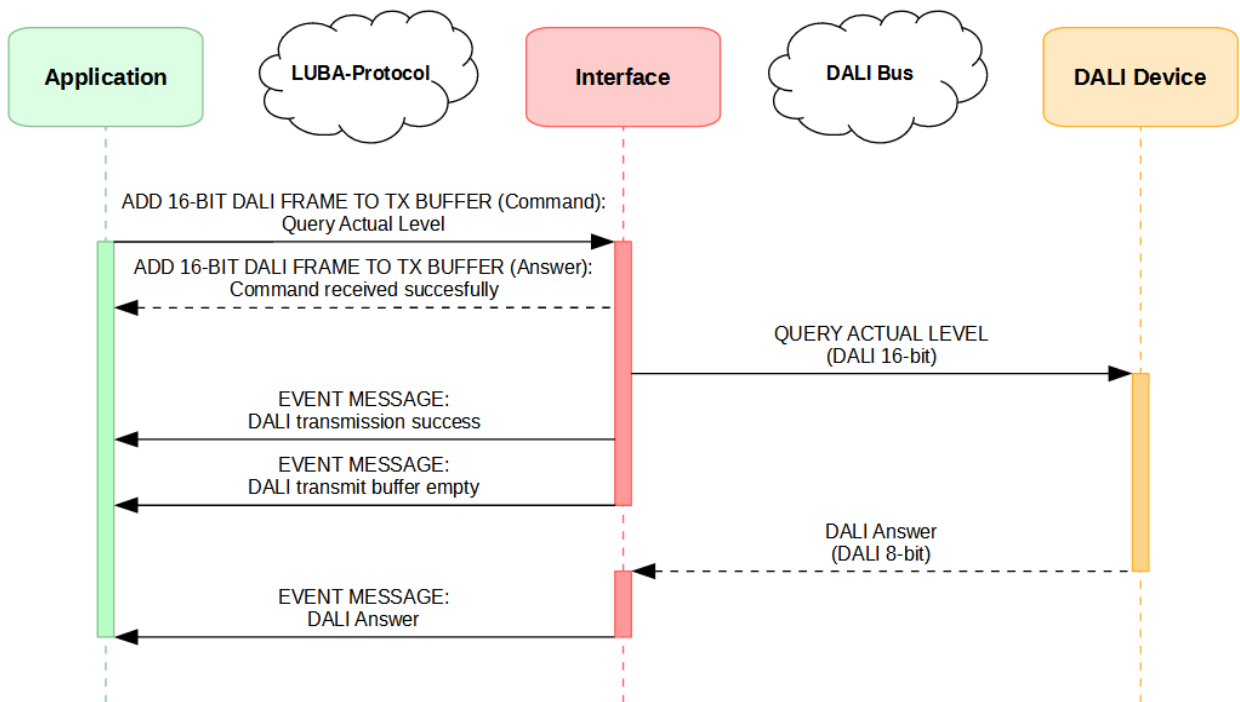 Application
LUBA-Protocol
Interface
DALI Bus
DALI Device
ADD 16-BIT DALI FRAME TO TX BUFFER (Command):
Query Actual Level
ADD 16-BIT DALI FRAME TO TX BUFFER (Answer):
Command received succesfully
QUERY ACTUAL LEVEL
(DALI 16-bit)
EVENT MESSAGE:
DALI transmission success
EVENT MESSAGE:
DALI transmit buffer empty
DALI Answer
(DALI 8-bit)
EVENT MESSAGE:
DALI Answer